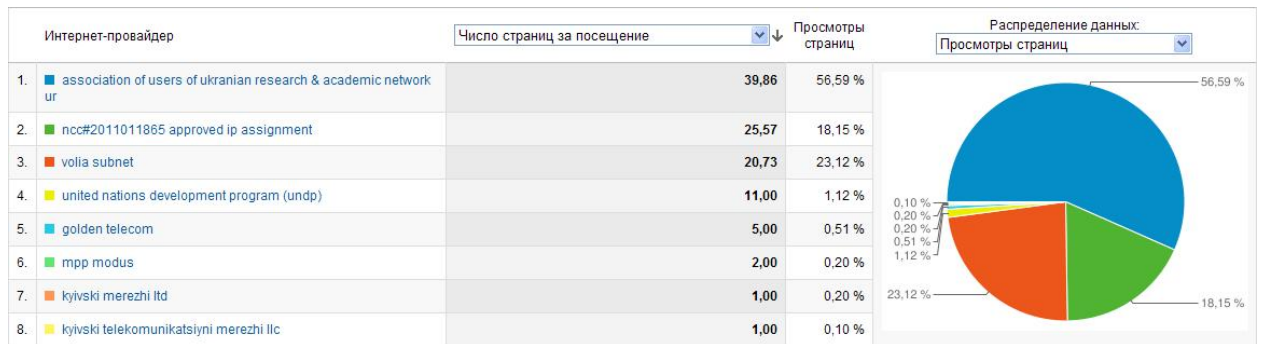 Интернет-провайдер
Число страниц за посещение
Просмотры
страниц
Распределение данных:
Просмотры страниц
1. association of users of ukranian research & academic network
ur
39,86 56,59 %
2. ncc#2011011865 approved ip assignment 25,57 18,15 %
3. volia subnet 20,73 23,12 %
4. united nations development program (undp) 11,00 1,12 %
5. golden telecom 5,00 0,51 %
6. mpp modus 2,00 0,20 %
7. kyivski merezhi ltd 1,00 0,20 %
8. kyivski telekomunikatsiyni merezhi llc 1,00 0,10 %
56,59 %
0,10 %
0,20 %
0,20 %
0,51 %
1,12 %
23,12 %
18,15 %